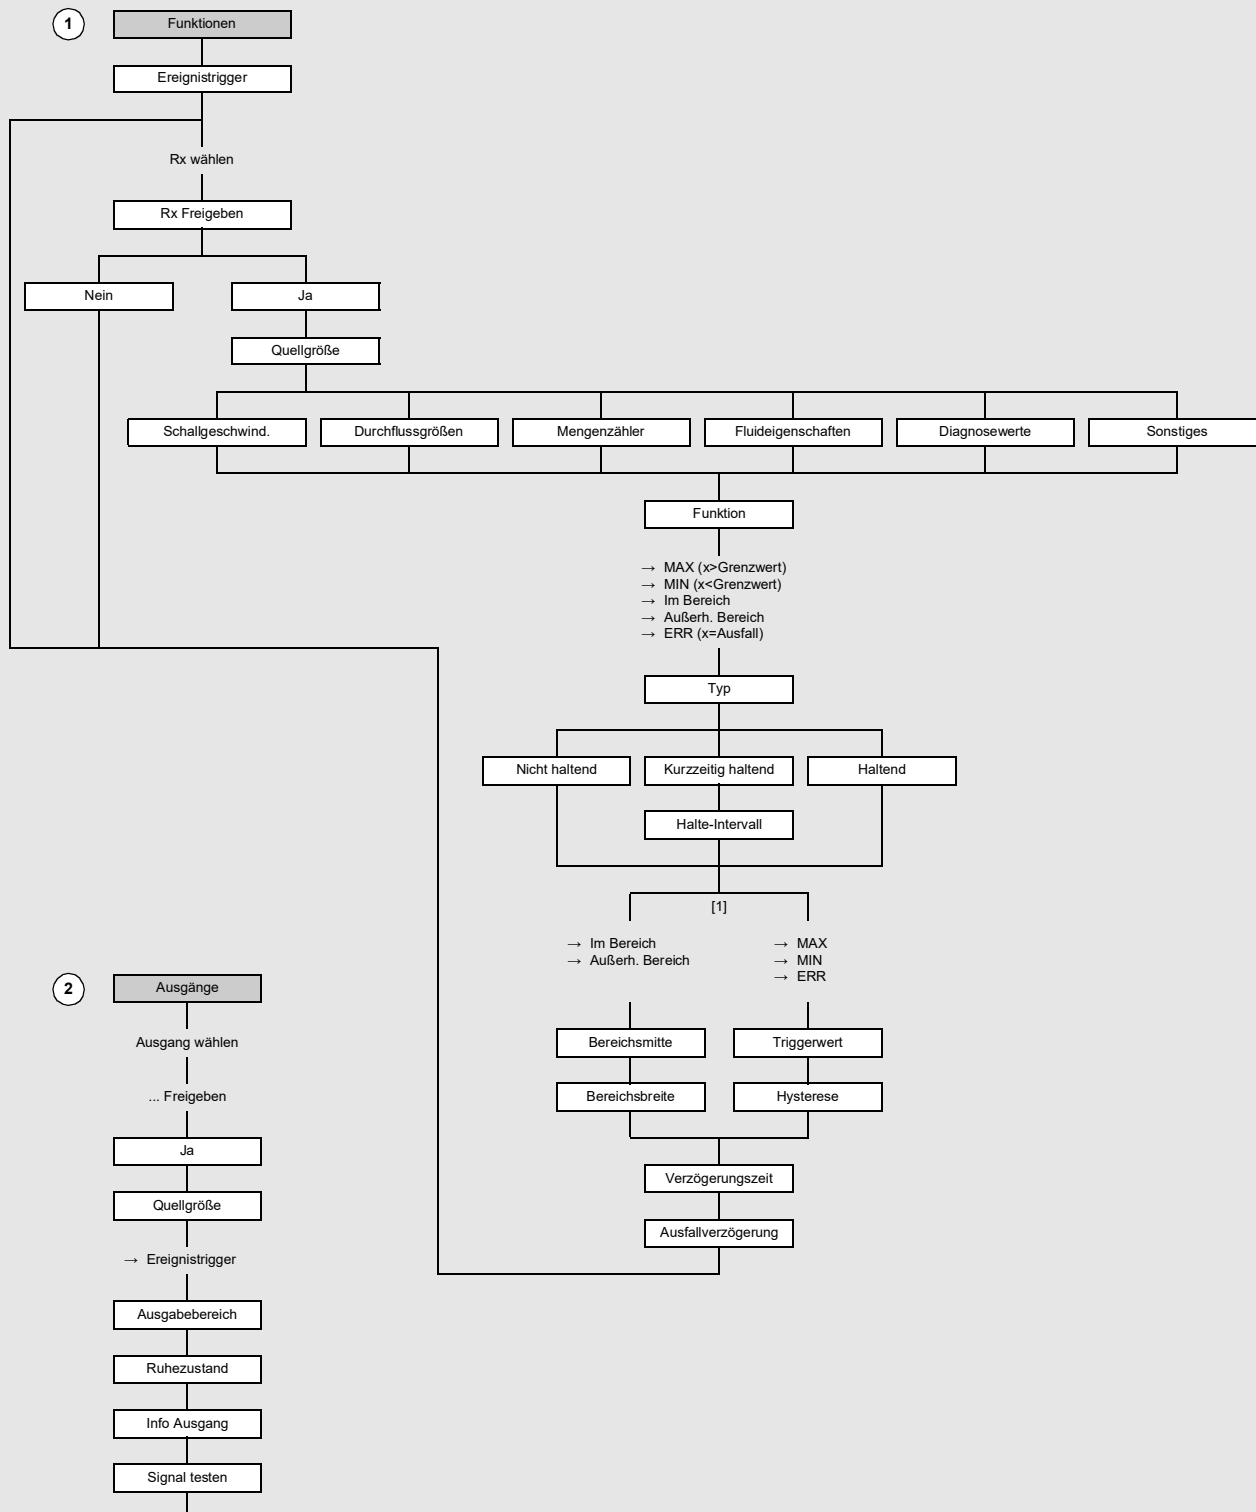 1
Funktionen
Ereignistrigger
Rx wählen
Rx Freigeben
Nein
Ja
Quellgröße
Schallgeschwind.
Durchflussgrößen
Mengenzähler
Fluideigenschaften
Diagnosewerte
Sonstiges
Funktion
→ MAX (x>Grenzwert)
→ MIN (x<Grenzwert)
→ Im Bereich
→ Außerh. Bereich
→ ERR (x=Ausfall)
Typ
Nicht haltend
Kurzzeitig haltend
Haltend
Halte-Intervall
[1]
→ Im Bereich
→ Außerh. Bereich
→ MAX
→ MIN
→ ERR
Bereichsmitte
Triggerwert
Bereichsbreite
Hysterese
Verzögerungszeit
Ausfallverzögerung
2
Ausgänge
Ausgang wählen
... Freigeben
Ja
Quellgröße
→ Ereignistrigger
Ausgabebereich
Ruhezustand
Info Ausgang
Signal testen